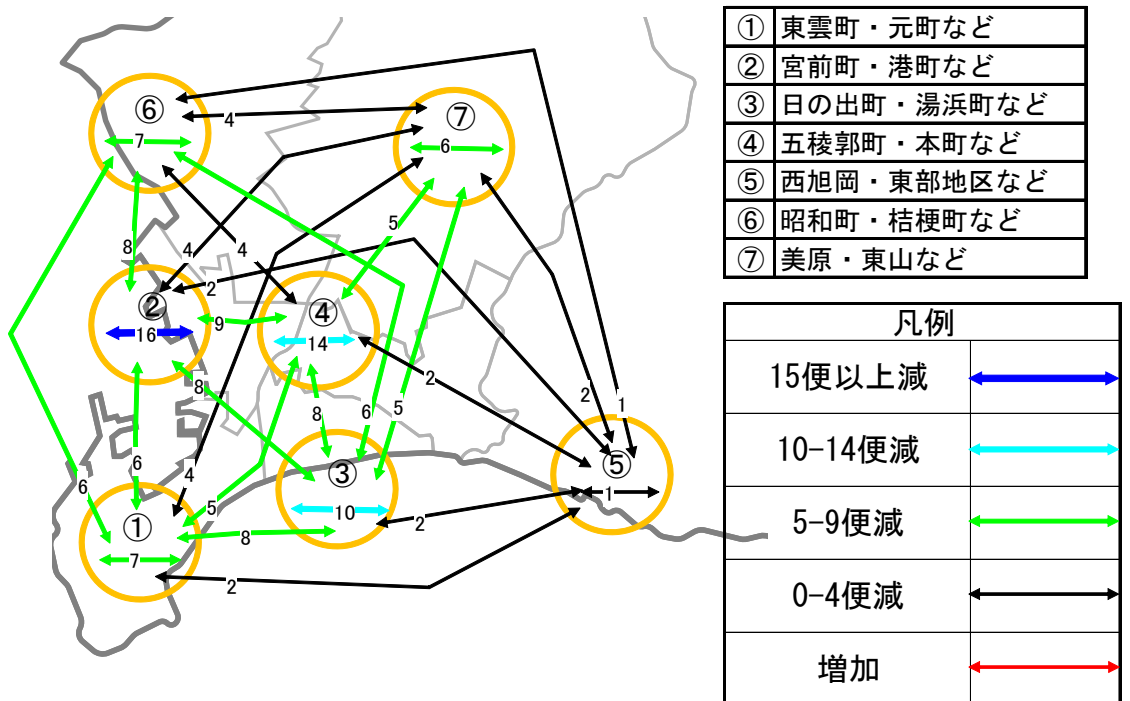 ① 東雲町・元町など
② 宮前町・港町など
③ 日の出町・湯浜町など
④ 五稜郭町・本町など
⑤ 西旭岡・東部地区など
⑥ 昭和町・桔梗町など
⑦ 美原・東山など
凡例
15便以上減
10-14便減
5-9便減
0-4便減
増加
⑥
7
4
⑦
6
5
8
4
4
2
②
16
9
④
14
8
8
6
5
2
2
1
6
6
4
5
③
10
⑤
1
2
①
7
8
2